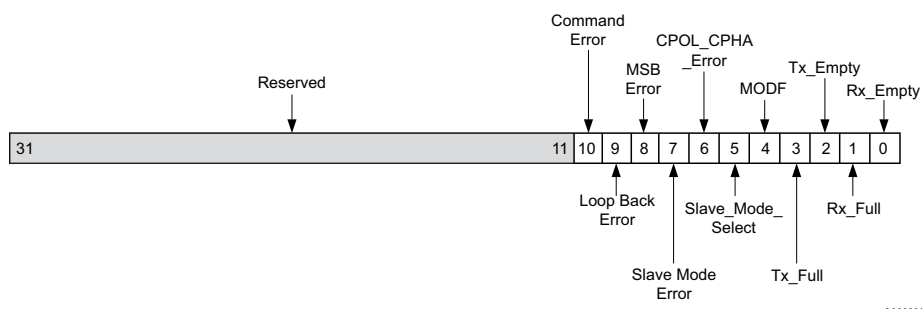 Command
Error
CPOL_CPHA
_Error
Reserved
MSB
Error
MODF
Tx_Empty
Rx_Empty
31 11 10 9 8 7 6 5 4 3 2 1 0
Loop Back
Error
Slave_Mode_
Select
Rx_Full
Slave Mode
Error
Tx_Full